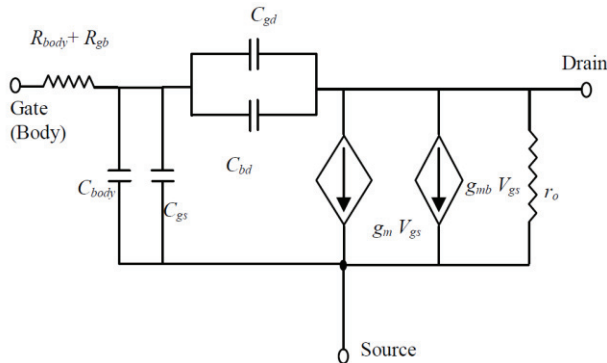 C_gd
R_body+ R_gb
Drain
Gate
(Body)
C_bd
C_body
C_gs
g_m V_gs
g_mb V_gs
r_o
Source